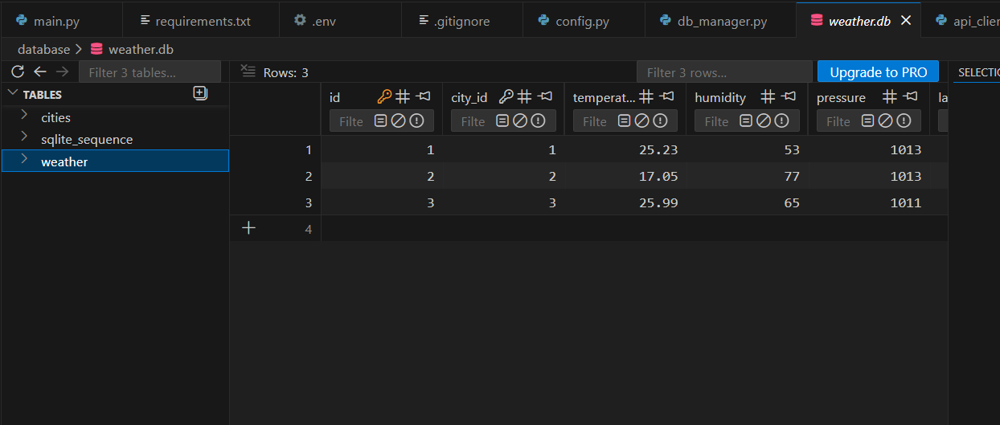 main.py requirements.txt .env .gitignore config.py db_manager.py weather.db api_clie
database weather.db
Filter 3 tables... Rows: 3 Filter 3 rows... Upgrade to PRO SELECTIO
TABLES id city_id temperat... humidity pressure la
Filte Filte Filte Filte Filte
cities
sqlite_sequence
weather
1 1 1 25.23 53 1013
2 2 2 17.05 77 1013
3 3 3 25.99 65 1011
4